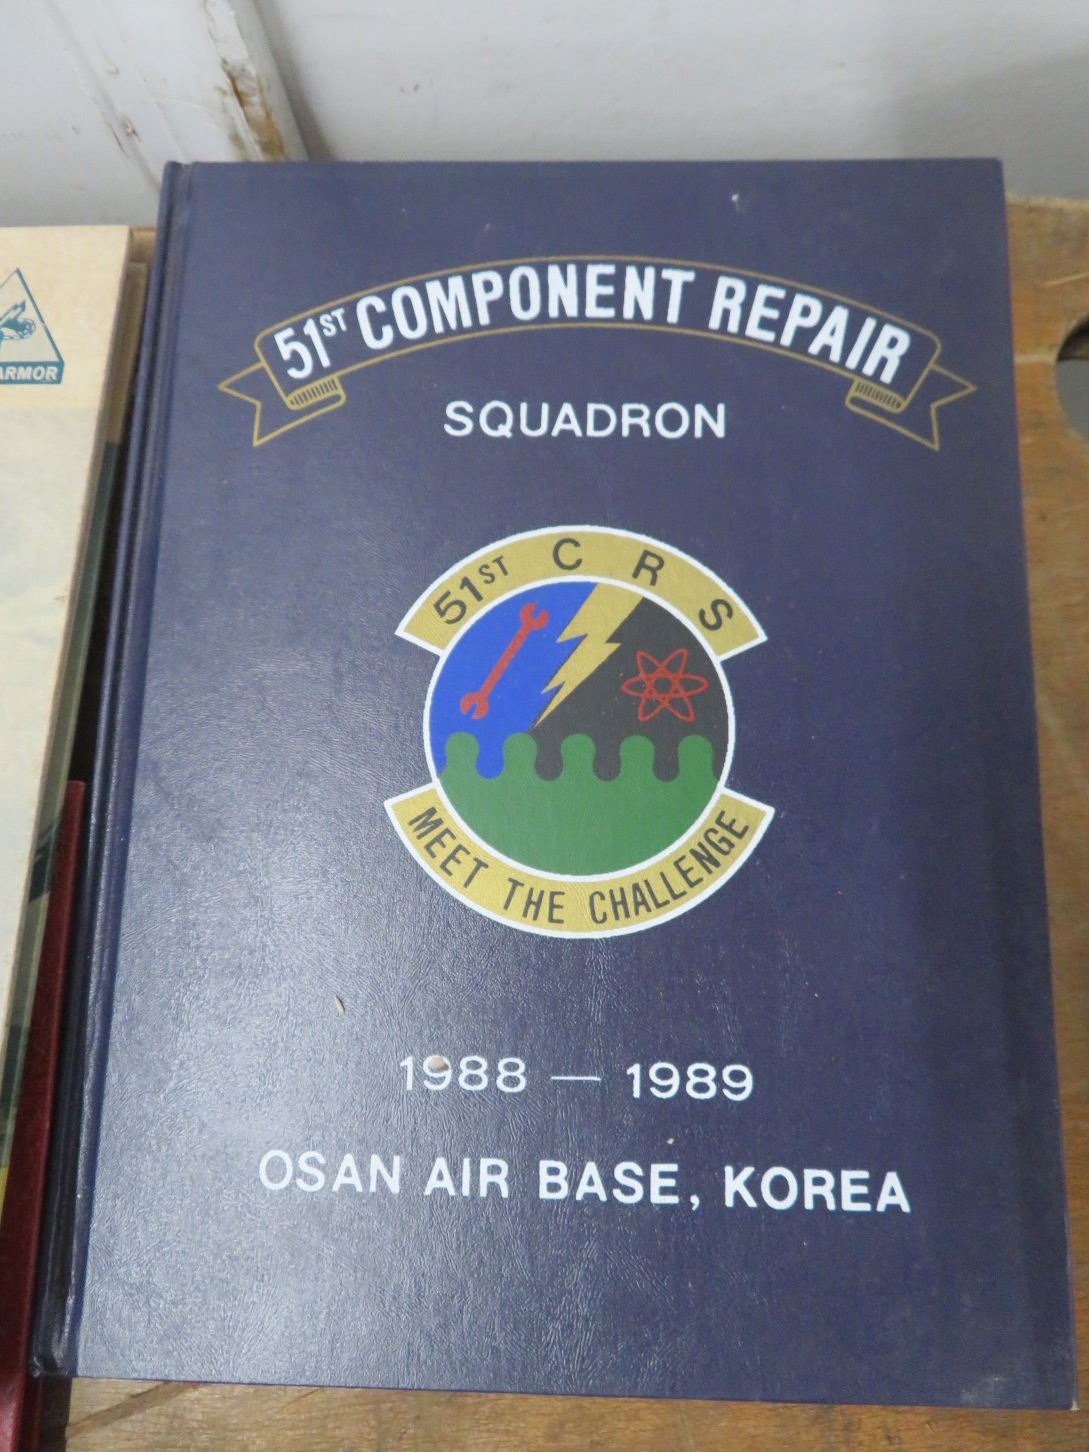 51ST COMPONENT REPAIR
SQUADRON
51ST C R S
MEET THE CHALLENGE
1988 — 1989
OSAN AIR BASE, KOREA
ARMOR